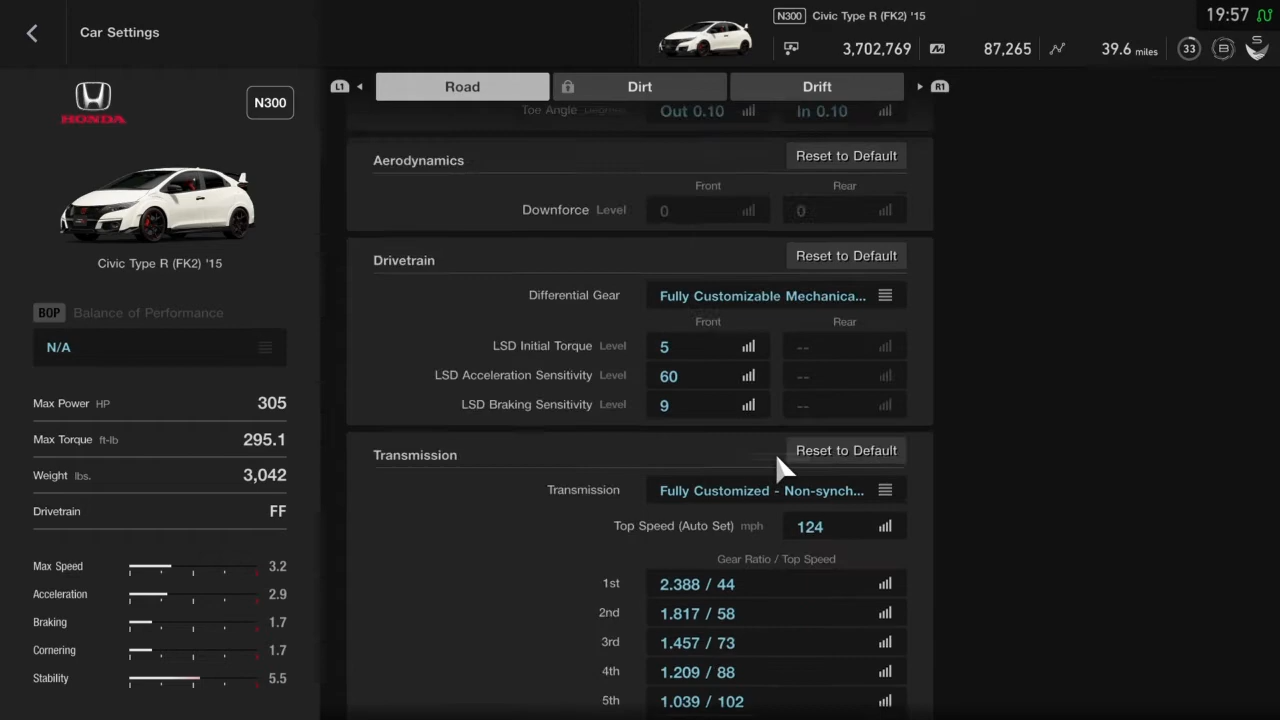 Car Settings
N300 Civic Type R (FK2) '15
19:57
3,702,769 87,265 39.6 miles 33 B S
L1 Road Dirt Drift R1
HONDA
N300
Civic Type R (FK2) '15
BOP Balance of Performance
N/A
Max Power HP 305
Max Torque ft-lb 295.1
Weight lbs. 3,042
Drivetrain FF
Max Speed 3.2
Acceleration 2.9
Braking 1.7
Cornering 1.7
Stability 5.5
Toe Angle Degrees Out 0.10 In 0.10
Aerodynamics Reset to Default
Front Rear
Downforce Level 0 0
Drivetrain Reset to Default
Differential Gear Fully Customizable Mechanica...
Front Rear
LSD Initial Torque Level 5 --
LSD Acceleration Sensitivity Level 60 --
LSD Braking Sensitivity Level 9 --
Transmission Reset to Default
Transmission Fully Customized - Non-synch...
Top Speed (Auto Set) mph 124
Gear Ratio / Top Speed
1st 2.388 / 44
2nd 1.817 / 58
3rd 1.457 / 73
4th 1.209 / 88
5th 1.039 / 102